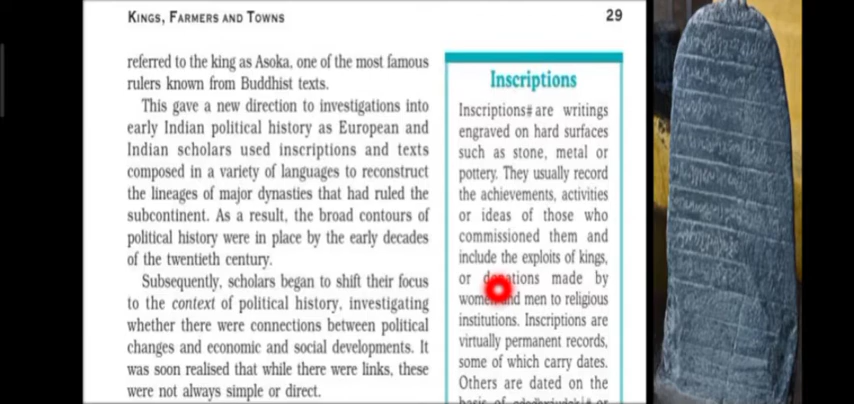 KINGS, FARMERS AND TOWNS
29
referred to the king as Asoka, one of the most famous
rulers known from Buddhist texts.
This gave a new direction to investigations into
early Indian political history as European and
Indian scholars used inscriptions and texts
composed in a variety of languages to reconstruct
the lineages of major dynasties that had ruled the
subcontinent. As a result, the broad contours of
political history were in place by the early decades
of the twentieth century.
Subsequently, scholars began to shift their focus
to the context of political history, investigating
whether there were connections between political
changes and economic and social developments. It
was soon realised that while there were links, these
were not always simple or direct.
Inscriptions
Inscriptions# are writings
engraved on hard surfaces
such as stone, metal or
pottery. They usually record
the achievements, activities
or ideas of those who
commissioned them and
include the exploits of kings,
or donations made by
women and men to religious
institutions. Inscriptions are
virtually permanent records,
some of which carry dates.
Others are dated on the
basis of